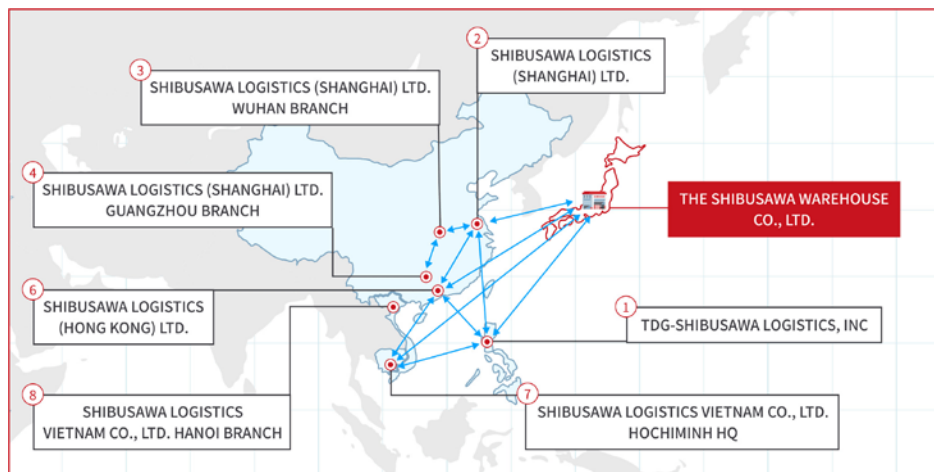 2
SHIBUSAWA LOGISTICS
(SHANGHAI) LTD.
3
SHIBUSAWA LOGISTICS (SHANGHAI) LTD.
WUHAN BRANCH
4
SHIBUSAWA LOGISTICS (SHANGHAI) LTD.
GUANGZHOU BRANCH
THE SHIBUSAWA WAREHOUSE
CO., LTD.
6
SHIBUSAWA LOGISTICS
(HONG KONG) LTD.
1
TDG-SHIBUSAWA LOGISTICS, INC
8
SHIBUSAWA LOGISTICS
VIETNAM CO., LTD. HANOI BRANCH
7
SHIBUSAWA LOGISTICS VIETNAM CO., LTD.
HOCHIMINH HQ